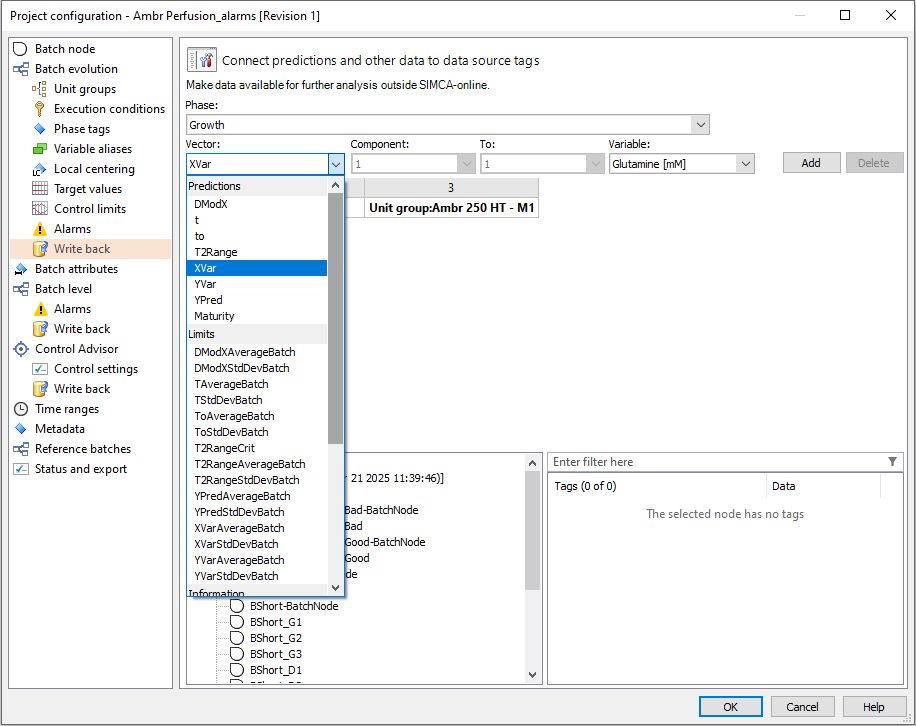 Project configuration - Ambr Perfusion_alarms [Revision 1]
Batch node
Batch evolution
Unit groups
Execution conditions
Phase tags
Variable aliases
Local centering
Target values
Control limits
Alarms
Write back
Batch attributes
Batch level
Alarms
Write back
Control Advisor
Control settings
Write back
Time ranges
Metadata
Reference batches
Status and export
Connect predictions and other data to data source tags
Make data available for further analysis outside SIMCA-online.
Phase:
Growth
Vector: Component: To: Variable:
XVar 1 1 Glutamine [mM] Add Delete
3
Unit group:Ambr 250 HT - M1
Predictions
DModX
t
to
T2Range
XVar
YVar
YPred
Maturity
Limits
DModXAverageBatch
DModXStdDevBatch
TAverageBatch
TStdDevBatch
ToAverageBatch
ToStdDevBatch
T2RangeCrit
T2RangeAverageBatch
T2RangeStdDevBatch
YPredAverageBatch
YPredStdDevBatch
XVarAverageBatch
XVarStdDevBatch
YVarAverageBatch
YVarStdDevBatch
Information
21 2025 11:39:46)]
Bad-BatchNode
Bad
Good-BatchNode
Good
de
BShort-BatchNode
BShort_G1
BShort_G2
BShort_G3
BShort_D1
Enter filter here
Tags (0 of 0) Data
The selected node has no tags
OK Cancel Help